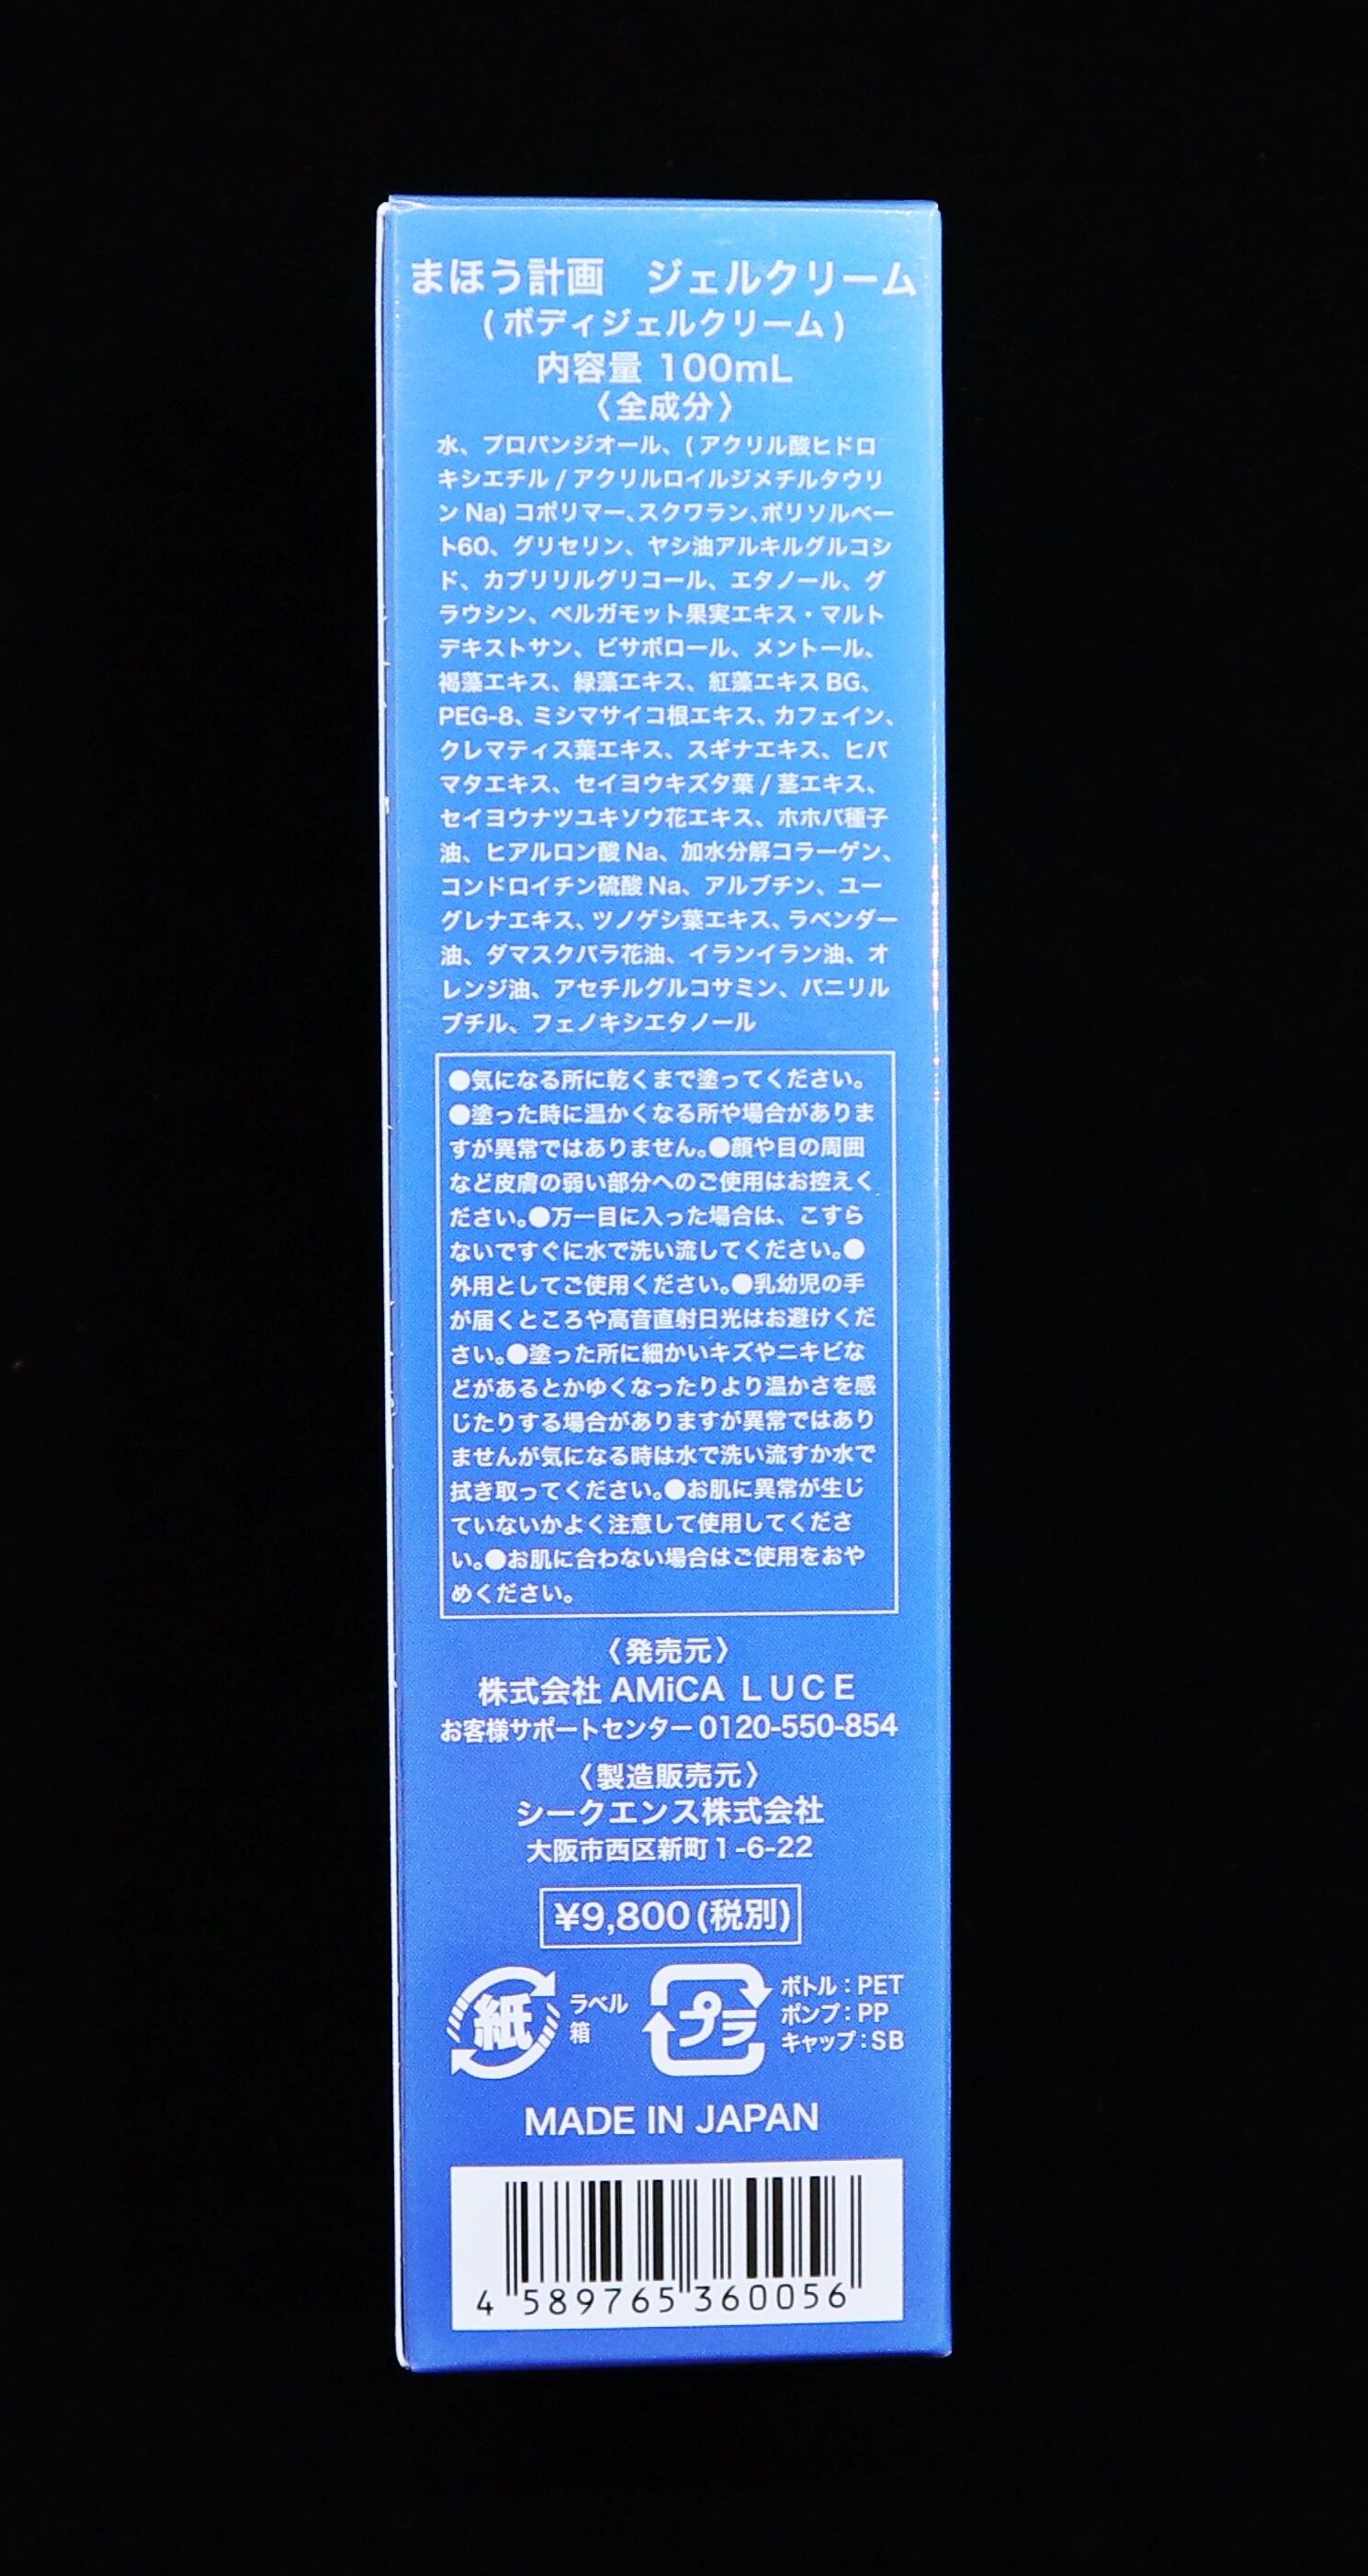 まほう計画　ジェルクリーム
(ボディジェルクリーム)
内容量 100mL
〈全成分〉
水、プロパンジオール、(アクリル酸ヒドロ
キシエチル / アクリルロイルジメチルタウリ
ン Na) コポリマー、スクワラン、ポリソルベー
ト60、グリセリン、ヤシ油アルキルグルコシ
ド、カプリリルグリコール、エタノール、グ
ラウシン、ベルガモット果実エキス・マルト
デキストサン、ビサボロール、メントール、
褐藻エキス、緑藻エキス、紅藻エキス BG、
PEG-8、ミシマサイコ根エキス、カフェイン、
クレマティス葉エキス、スギナエキス、ヒバ
マタエキス、セイヨウキズタ葉 / 茎エキス、
セイヨウナツユキソウ花エキス、ホホバ種子
油、ヒアルロン酸 Na、加水分解コラーゲン、
コンドロイチン硫酸 Na、アルブチン、ユー
グレナエキス、ツノゲシ葉エキス、ラベンダー
油、ダマスクバラ花油、イランイラン油、オ
レンジ油、アセチルグルコサミン、バニリル
ブチル、フェノキシエタノール
●気になる所に乾くまで塗ってください。
●塗った時に温かくなる所や場合がありま
すが異常ではありません。●顔や目の周囲
など皮膚の弱い部分へのご使用はお控えく
ださい。●万一目に入った場合は、こすら
ないですぐに水で洗い流してください。●
外用としてご使用ください。●乳幼児の手
が届くところや高音直射日光はお避けくだ
さい。●塗った所に細かいキズやニキビな
どがあるとかゆくなったりより温かさを感
じたりする場合がありますが異常ではあり
ませんが気になる時は水で洗い流すか水で
拭き取ってください。●お肌に異常が生じ
ていないかよく注意して使用してくださ
い。●お肌に合わない場合はご使用をおや
めください。
〈発売元〉
株式会社 AMiCA LUCE
お客様サポートセンター 0120-550-854
〈製造販売元〉
シークエンス株式会社
大阪市西区新町 1-6-22
¥9,800(税別)
紙
ラベル
箱
プラ
ボトル：PET
ポンプ：PP
キャップ：SB
MADE IN JAPAN
4 589765 360056